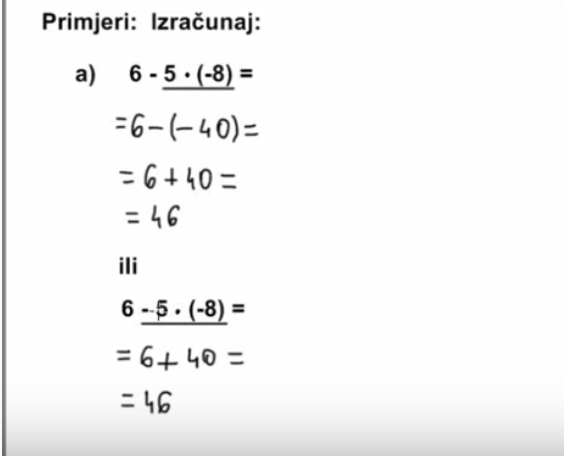 Primjeri: Izračunaj:
a) 6 - 5 · (-8) =
=6-(-40)=
= 6 + 40 =
= 46
ili
6 - 5 · (-8) =
= 6+ 40 =
= 46